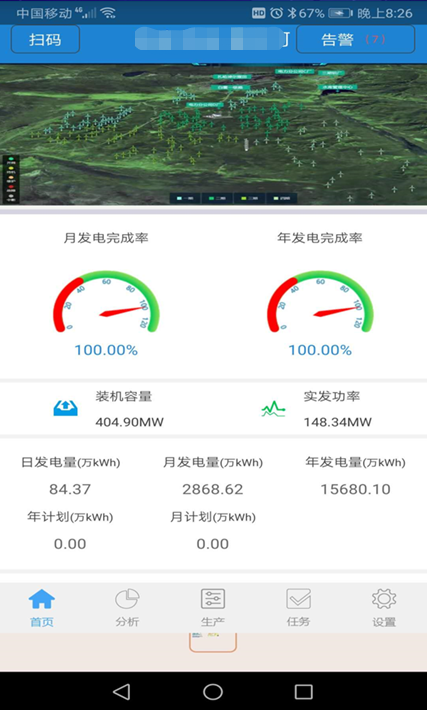 中国移动 4G HD 67% 晚上8:26
扫码 告警 (7)
月发电完成率 年发电完成率
0 20 40 60 80 100 120 0 20 40 60 80 100 120
100.00% 100.00%
装机容量 实发功率
404.90MW 148.34MW
日发电量(万kWh) 月发电量(万kWh) 年发电量(万kWh)
84.37 2868.62 15680.10
年计划(万kWh) 月计划(万kWh)
0.00 0.00
首页 分析 生产 任务 设置